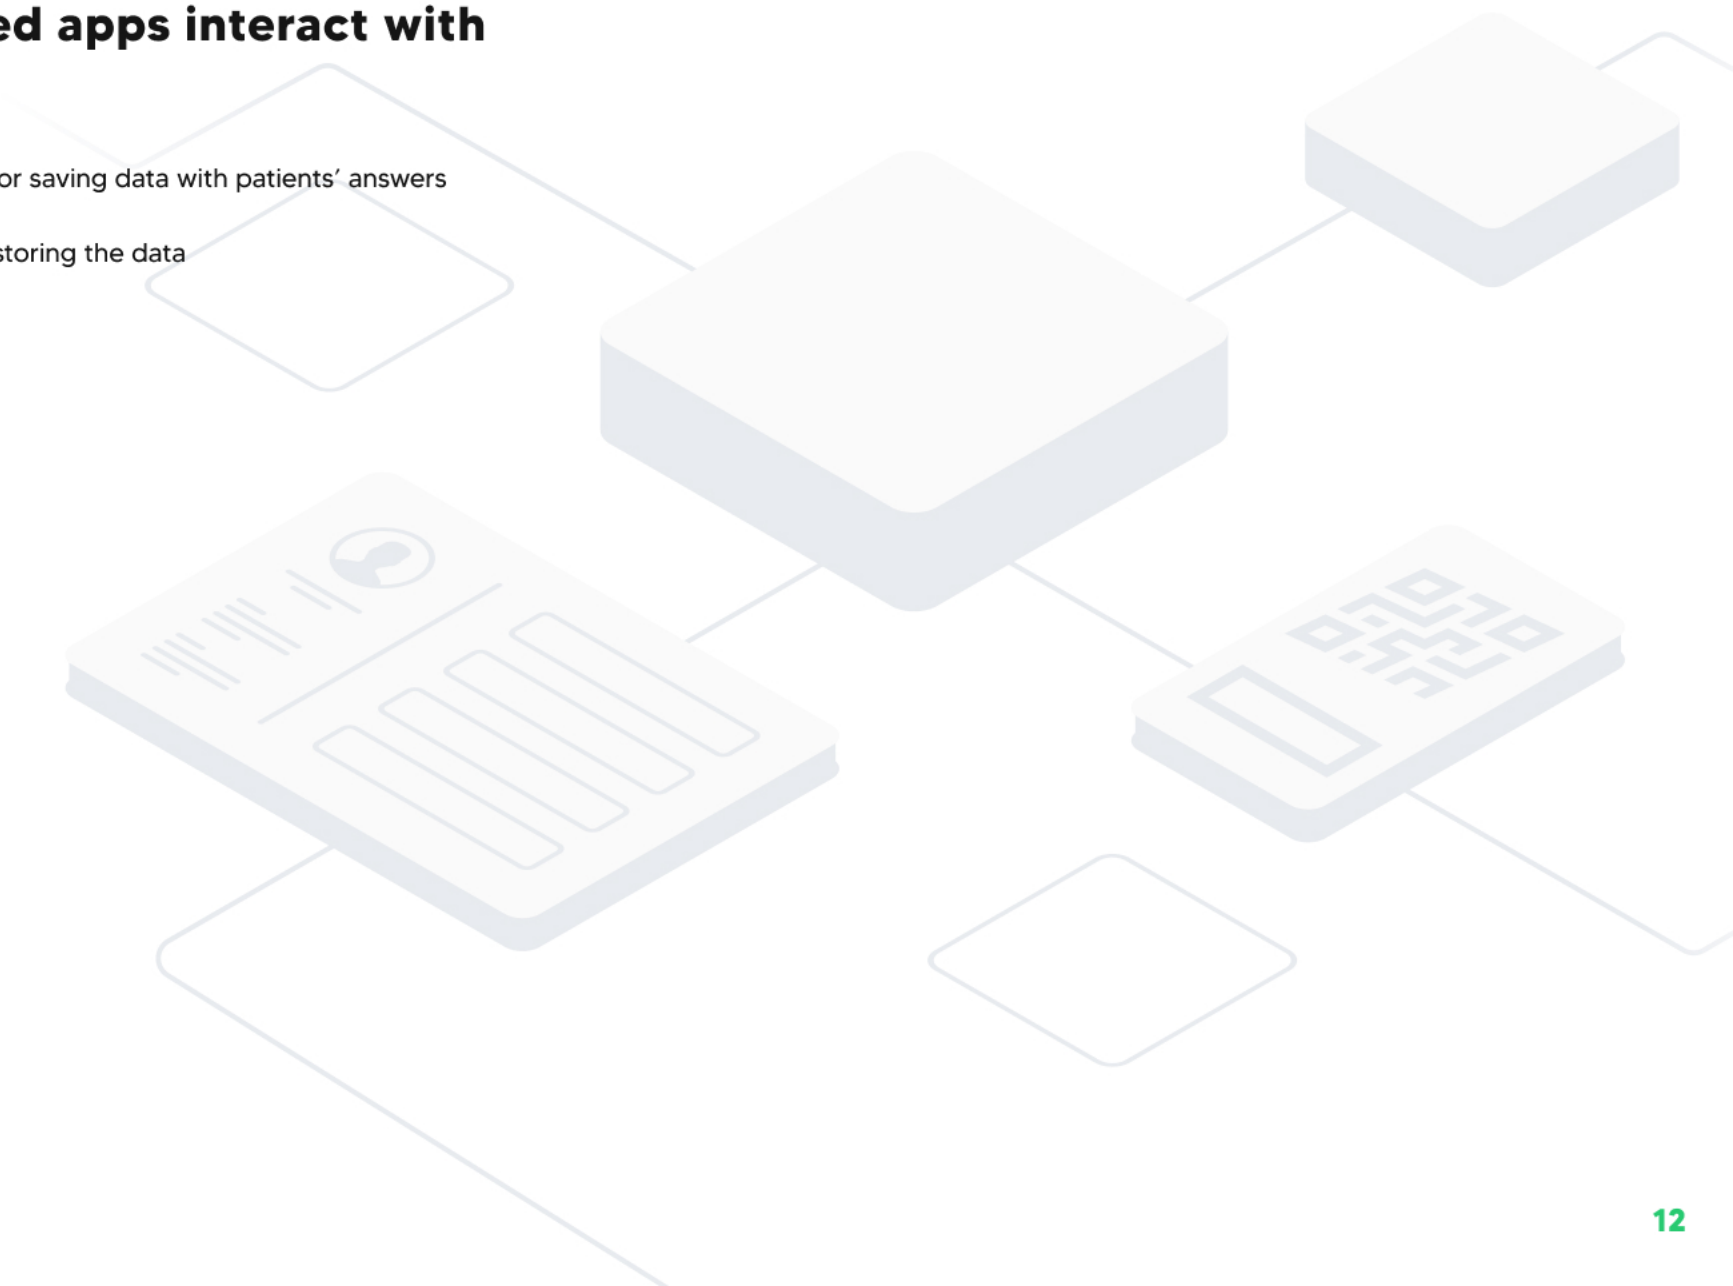 ed apps interact with
or saving data with patients’ answers
storing the data
12